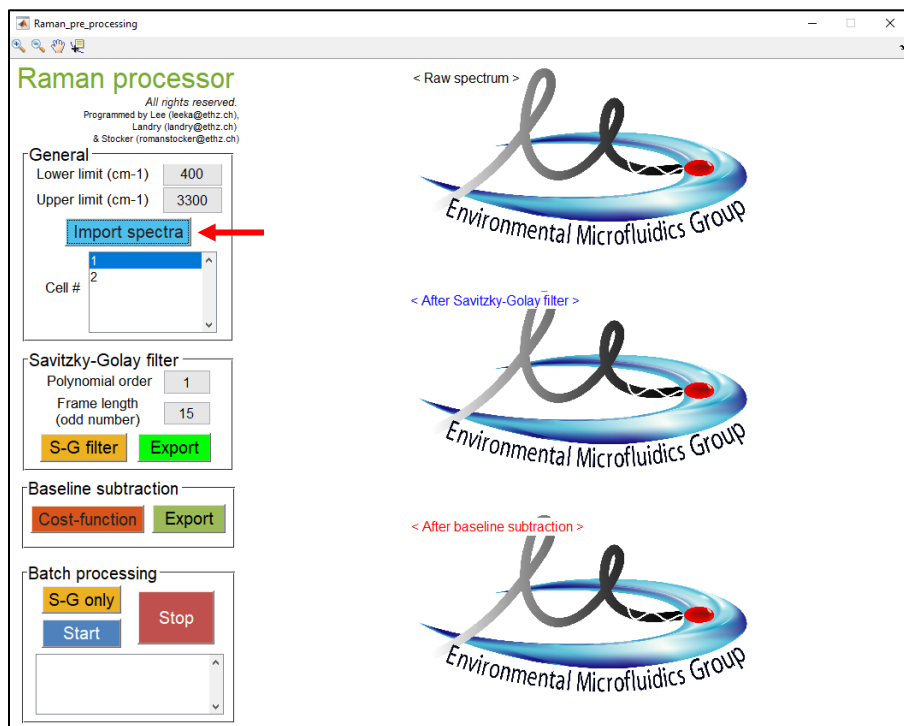 Raman_pre_processing
Raman processor
All rights reserved.
Programmed by Lee (leeka@ethz.ch),
Landry (landry@ethz.ch)
& Stocker (romanstocker@ethz.ch)
General
Lower limit (cm-1) 400
Upper limit (cm-1) 3300
Import spectra
Cell #
1
2
Savitzky-Golay filter
Polynomial order 1
Frame length
(odd number) 15
S-G filter Export
Baseline subtraction
Cost-function Export
Batch processing
S-G only
Start
Stop
< Raw spectrum >
Environmental Microfluidics Group
< After Savitzky-Golay filter >
Environmental Microfluidics Group
< After baseline subtraction >
Environmental Microfluidics Group